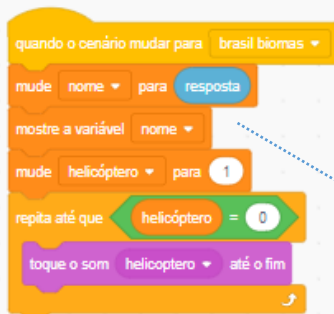 quando o cenário mudar para brasil biomas
mude nome para resposta
mostre a variável nome
mude helicóptero para 1
repita até que helicóptero = 0
toque o som helicoptero até o fim